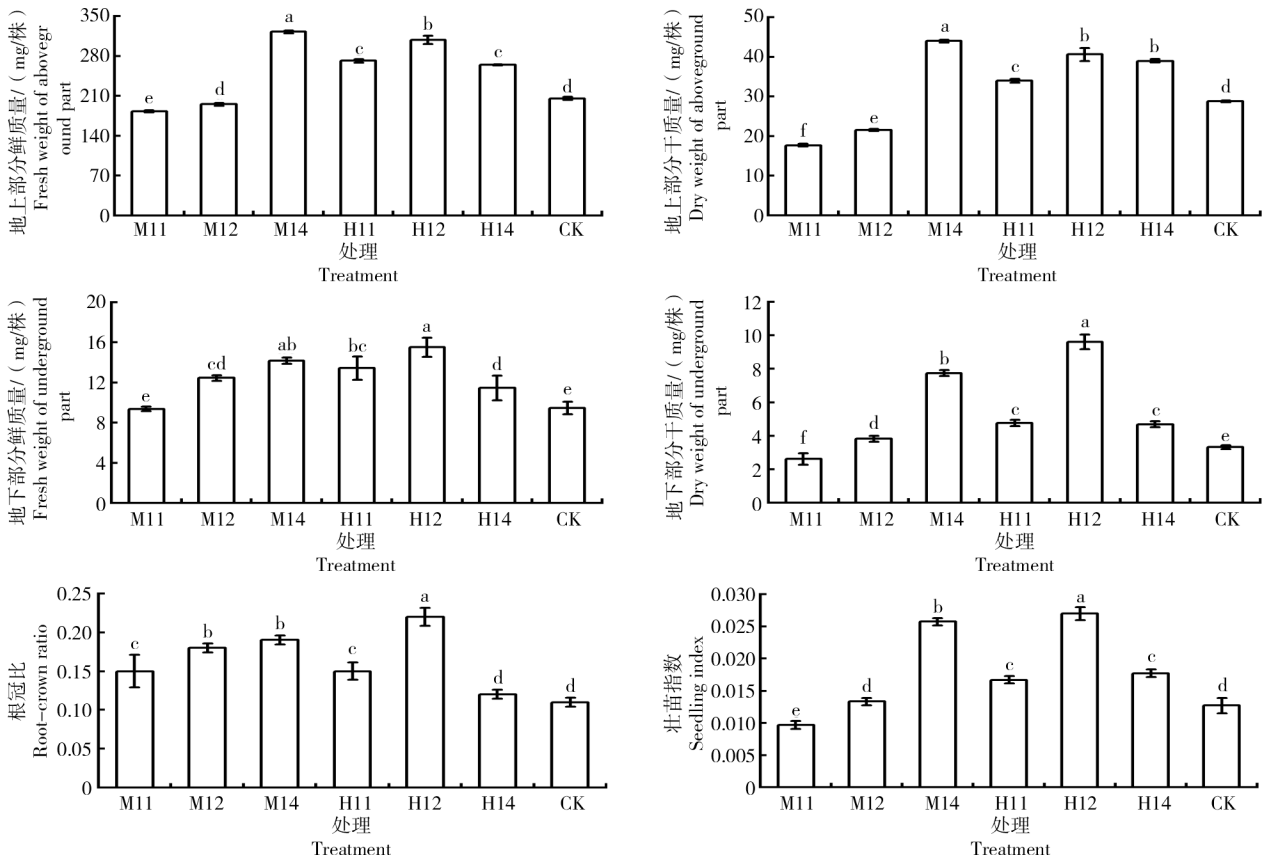 地上部分鲜质量/（mg/株）
Fresh weight of abovegr
ound part
350
280
210
140
70
0
e
d
a
c
b
c
d
M11
M12
M14
H11
H12
H14
CK
处理
Treatment
地上部分干质量/（mg/株）
Dry weight of aboveground
part
50
40
30
20
10
0
f
e
a
c
b
b
d
M11
M12
M14
H11
H12
H14
CK
处理
Treatment
地下部分鲜质量/（mg/株）
Fresh weight of underground
part
20
16
12
8
4
0
e
cd
ab
bc
a
d
e
M11
M12
M14
H11
H12
H14
CK
处理
Treatment
地下部分干质量/（mg/株）
Dry weight of underground
part
12
10
8
6
4
2
0
f
d
b
c
a
c
e
M11
M12
M14
H11
H12
H14
CK
处理
Treatment
根冠比
Root-crown ratio
0.25
0.20
0.15
0.10
0.05
0
c
b
b
c
a
d
d
M11
M12
M14
H11
H12
H14
CK
处理
Treatment
壮苗指数
Seedling index
0.030
0.025
0.020
0.015
0.010
0.005
0
e
d
b
c
a
c
d
M11
M12
M14
H11
H12
H14
CK
处理
Treatment